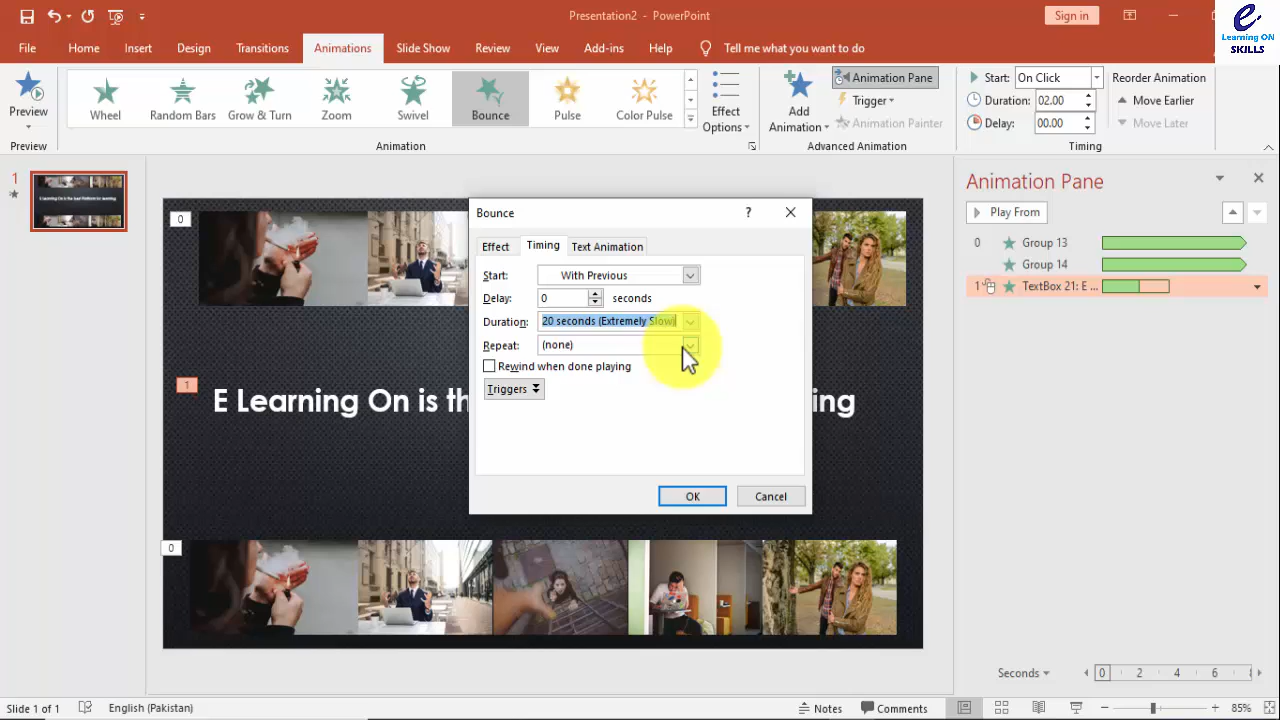 Presentation2 - PowerPoint
Sign in
e
Learning ON
SKILLS
File
Home
Insert
Design
Transitions
Animations
Slide Show
Review
View
Add-ins
Help
Tell me what you want to do
Preview
Preview
Wheel
Random Bars
Grow & Turn
Zoom
Swivel
Bounce
Pulse
Color Pulse
Animation
Effect
Options
Add
Animation
Animation Pane
Trigger
Animation Painter
Advanced Animation
Start: On Click
Duration: 02.00
Delay: 00.00
Timing
Reorder Animation
Move Earlier
Move Later
1
0
1
0
E Learning On is th
ing
Bounce
?
Effect
Timing
Text Animation
Start: With Previous
Delay: 0 seconds
Duration: 20 seconds (Extremely Slow)
Repeat: (none)
Rewind when done playing
Triggers
OK
Cancel
Animation Pane
Play From
0 Group 13
Group 14
1 TextBox 21: E ...
Seconds
0 2 4 6
Slide 1 of 1
English (Pakistan)
Notes
Comments
85%